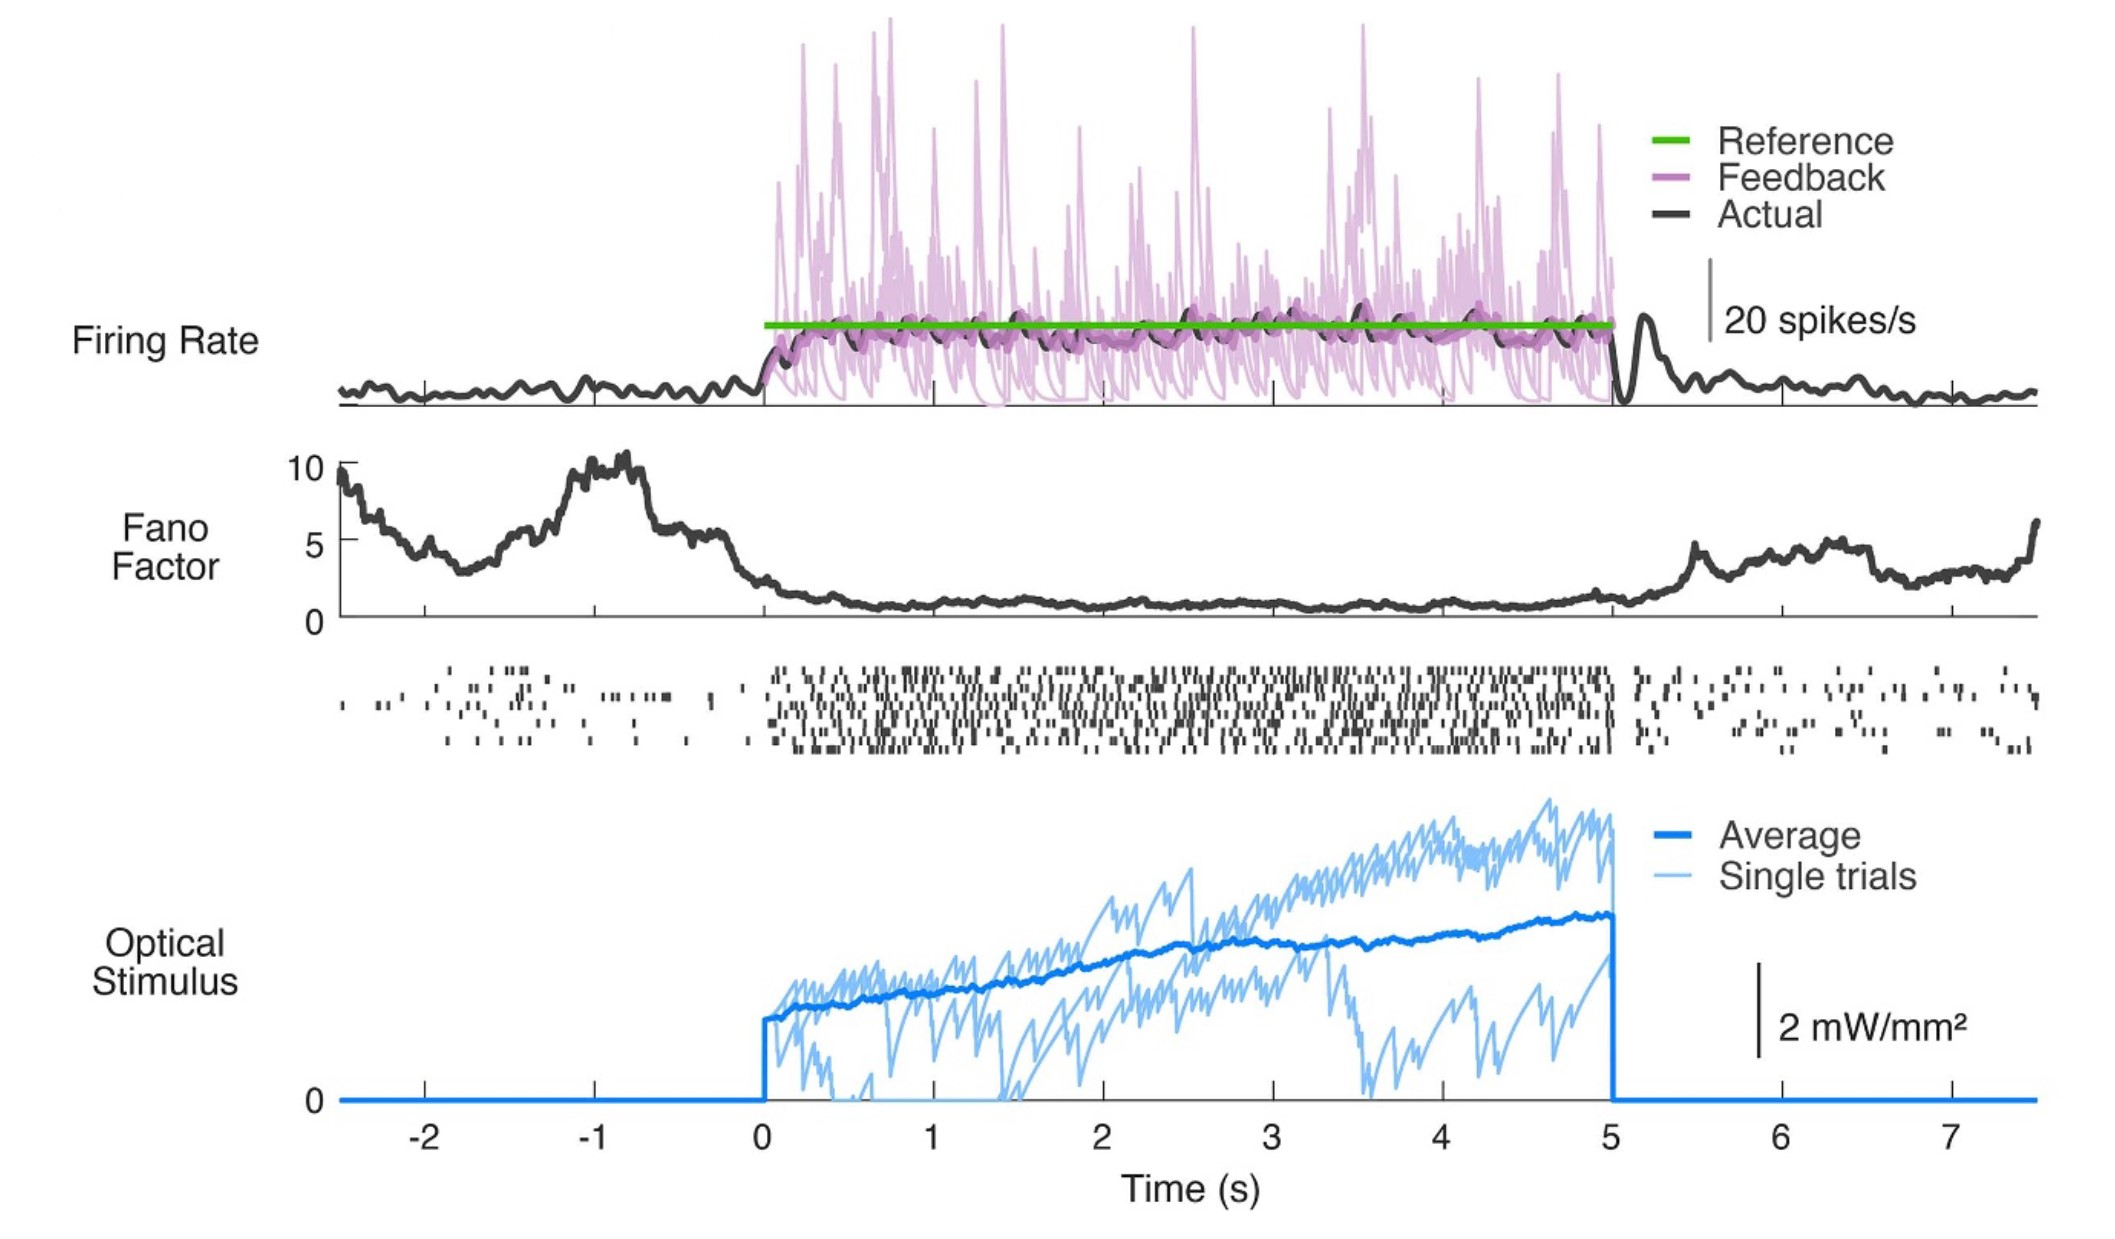 Reference
Feedback
Actual
20 spikes/s
Firing Rate
10
5
0
Fano
Factor
Average
Single trials
Optical
Stimulus
2 mW/mm²
0
-2 -1 0 1 2 3 4 5 6 7
Time (s)